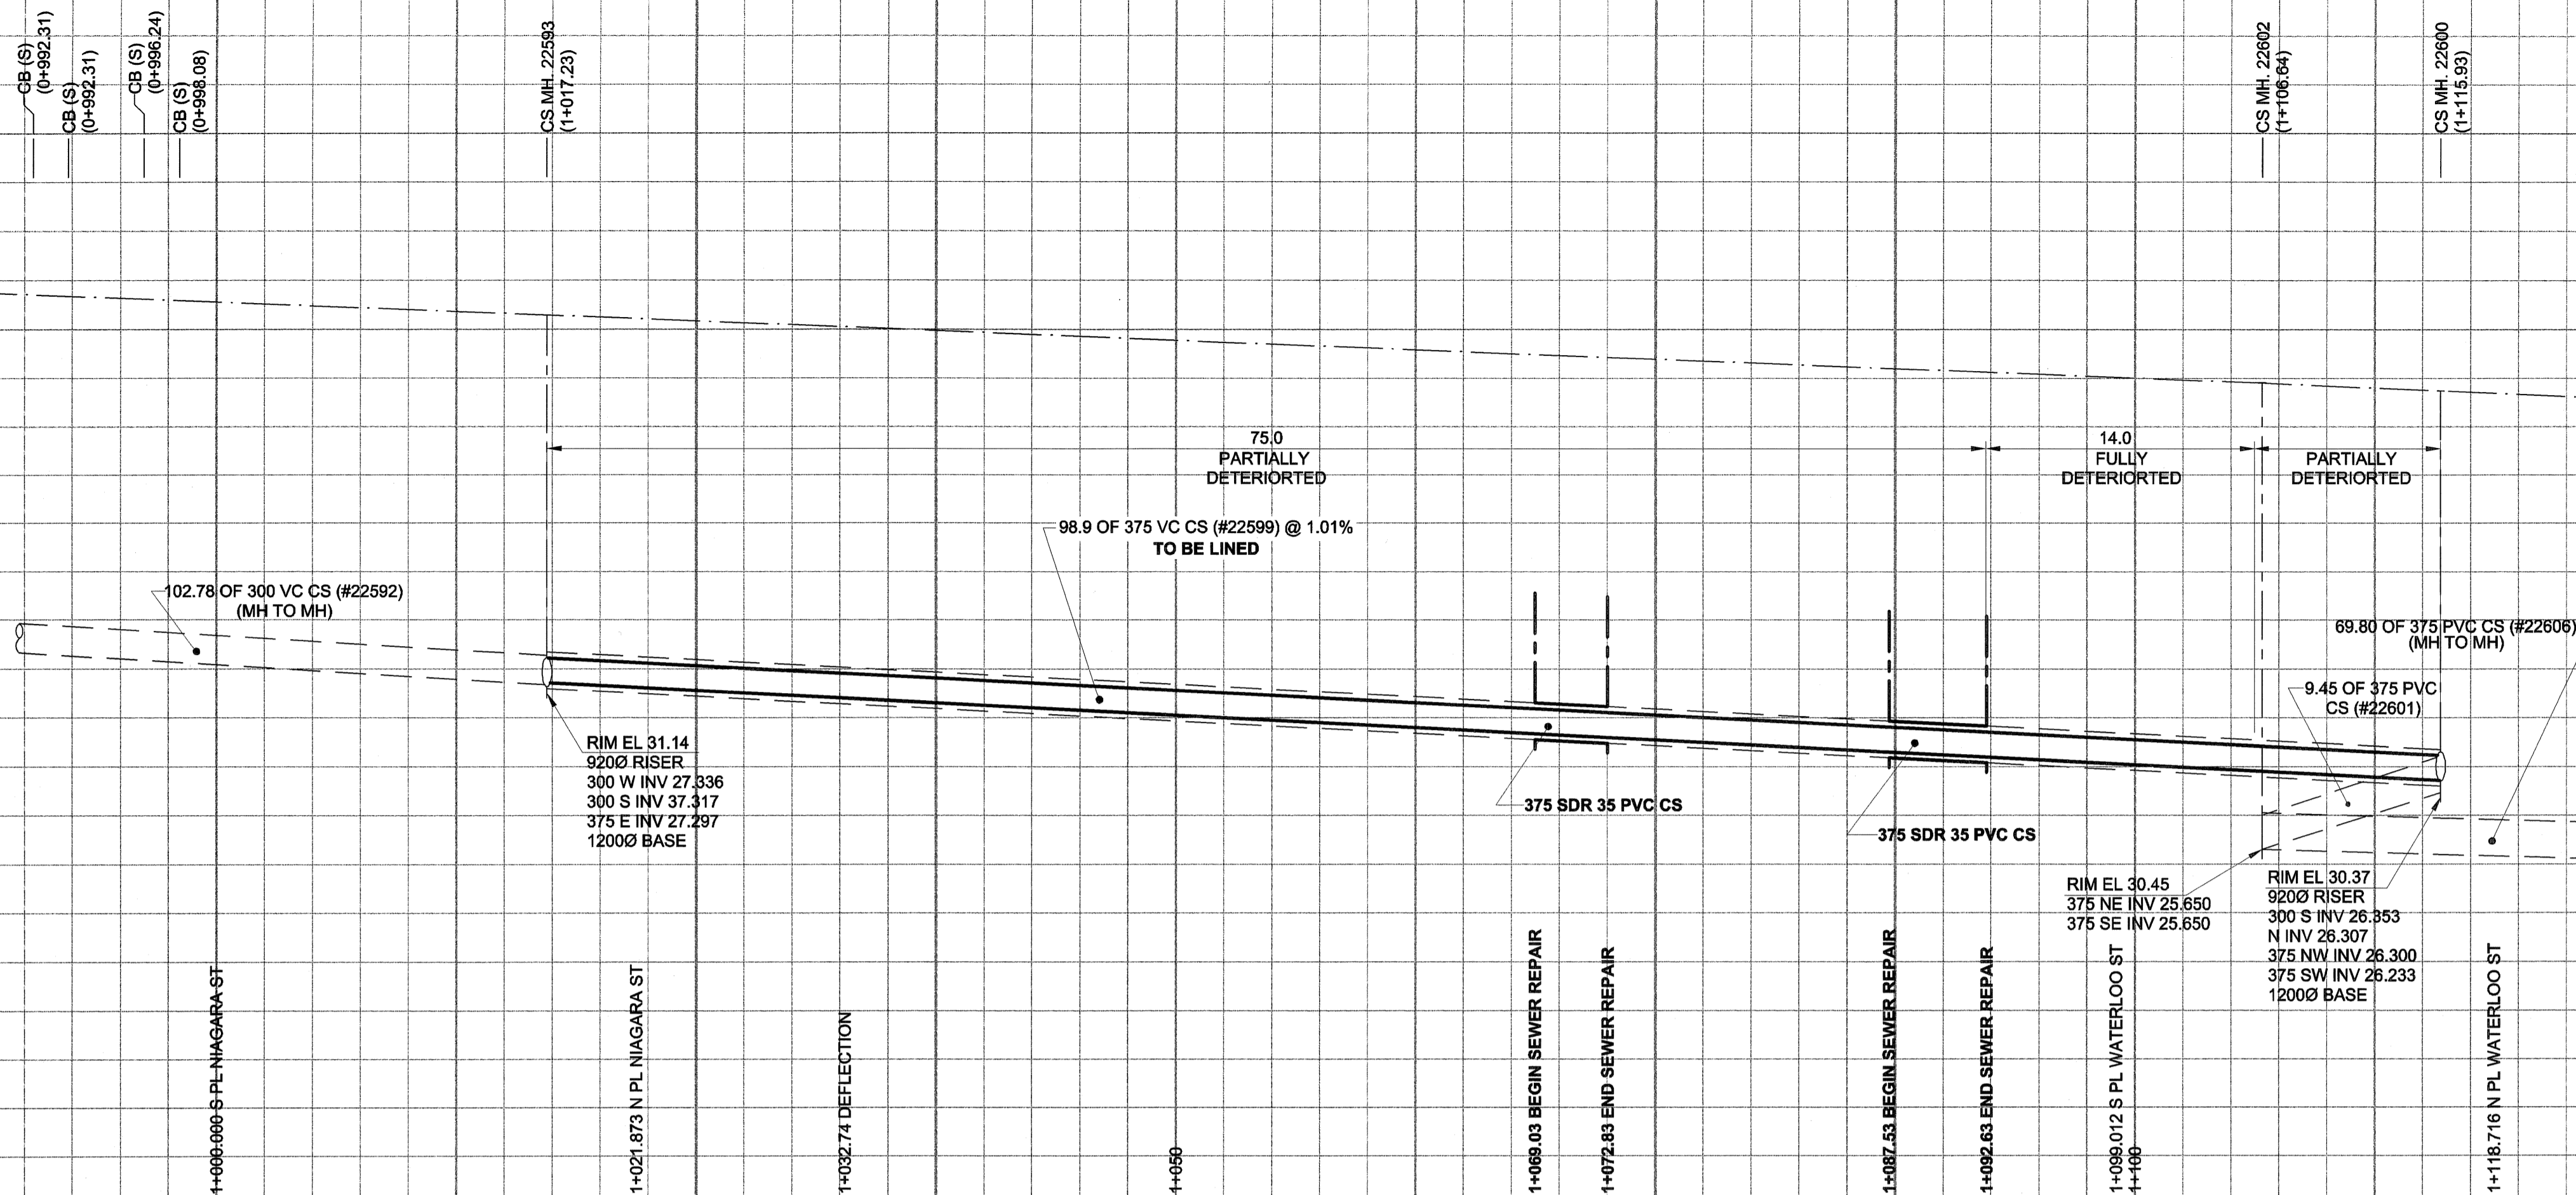 CB (S)
(0+992.31)
CB (S)
(0+992.31)
CB (S)
(0+996.24)
CB (S)
(0+998.08)
CS MH. 22593
(1+017.23)
CS MH. 22602
(1+106.64)
CS MH. 22600
(1+115.93)
75.0
PARTIALLY
DETERIORTED
14.0
FULLY
DETERIORTED
PARTIALLY
DETERIORTED
98.9 OF 375 VC CS (#22599) @ 1.01%
TO BE LINED
102.78 OF 300 VC CS (#22592)
(MH TO MH)
69.80 OF 375 PVC CS (#22606)
(MH TO MH)
9.45 OF 375 PVC
CS (#22601)
RIM EL 31.14
920Ø RISER
300 W INV 27.336
300 S INV 37.317
375 E INV 27.297
1200Ø BASE
375 SDR 35 PVC CS
375 SDR 35 PVC CS
RIM EL 30.45
375 NE INV 25.650
375 SE INV 25.650
RIM EL 30.37
920Ø RISER
300 S INV 26.353
N INV 26.307
375 NW INV 26.300
375 SW INV 26.233
1200Ø BASE
1+000.000 S PL NIAGARA ST
1+021.873 N PL NIAGARA ST
1+032.74 DEFLECTION
1+050
1+069.03 BEGIN SEWER REPAIR
1+072.83 END SEWER REPAIR
1+087.53 BEGIN SEWER REPAIR
1+092.63 END SEWER REPAIR
1+099.012 S PL WATERLOO ST
1+100
1+118.716 N PL WATERLOO ST